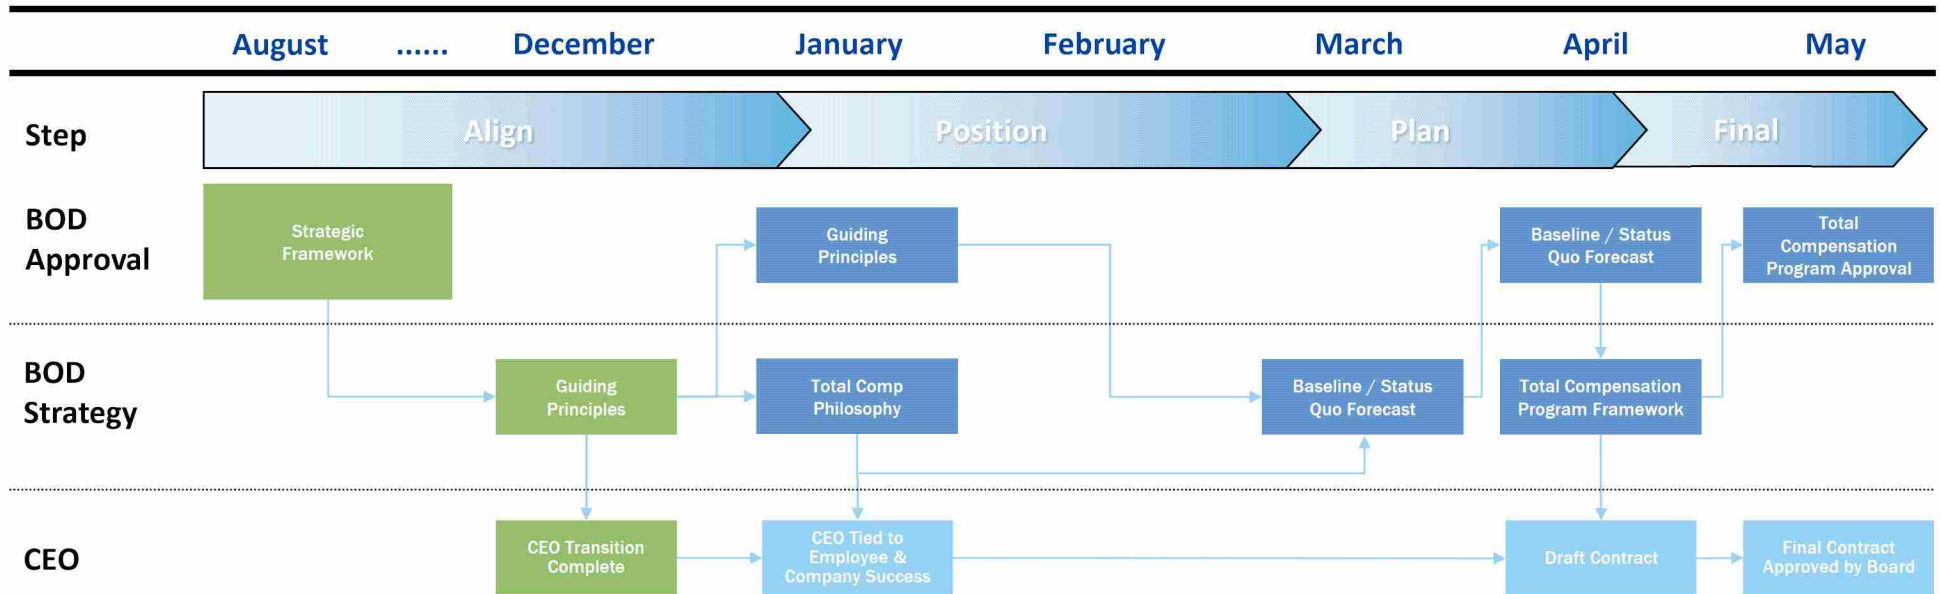 August ...... December January February March April May
Step
Align
Position
Plan
Final
BOD
Approval
Strategic
Framework
Guiding
Principles
Baseline / Status
Quo Forecast
Total
Compensation
Program Approval
BOD
Strategy
Guiding
Principles
Total Comp
Philosophy
Baseline / Status
Quo Forecast
Total Compensation
Program Framework
CEO
CEO Transition
Complete
CEO Tied to
Employee &
Company Success
Draft Contract
Final Contract
Approved by Board